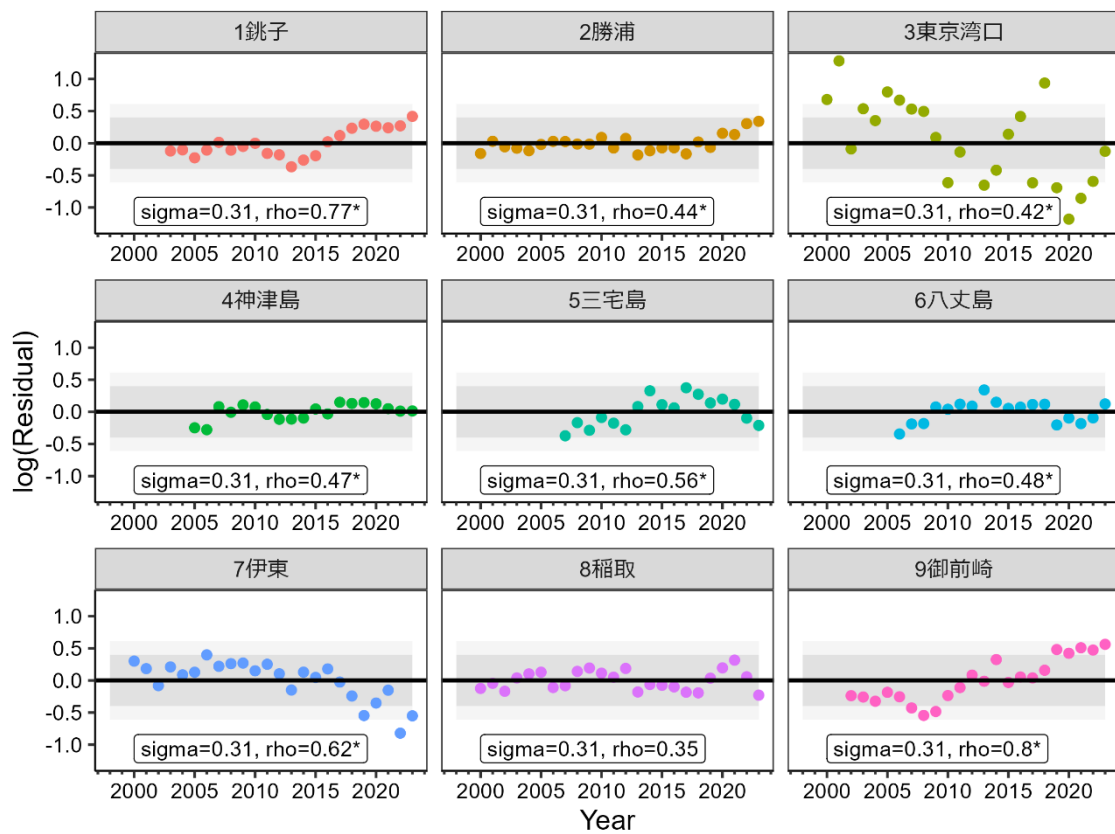 1銚子
2勝浦
3東京湾口
1.0
0.5
0.0
-0.5
-1.0
sigma=0.31, rho=0.77*
sigma=0.31, rho=0.44*
sigma=0.31, rho=0.42*
2000 2005 2010 2015 2020
2000 2005 2010 2015 2020
2000 2005 2010 2015 2020
4神津島
5三宅島
6八丈島
log(Residual)
1.0
0.5
0.0
-0.5
-1.0
sigma=0.31, rho=0.47*
sigma=0.31, rho=0.56*
sigma=0.31, rho=0.48*
2000 2005 2010 2015 2020
2000 2005 2010 2015 2020
2000 2005 2010 2015 2020
7伊東
8稲取
9御前崎
1.0
0.5
0.0
-0.5
-1.0
sigma=0.31, rho=0.62*
sigma=0.31, rho=0.35
sigma=0.31, rho=0.8*
2000 2005 2010 2015 2020
2000 2005 2010 2015 2020
2000 2005 2010 2015 2020
Year